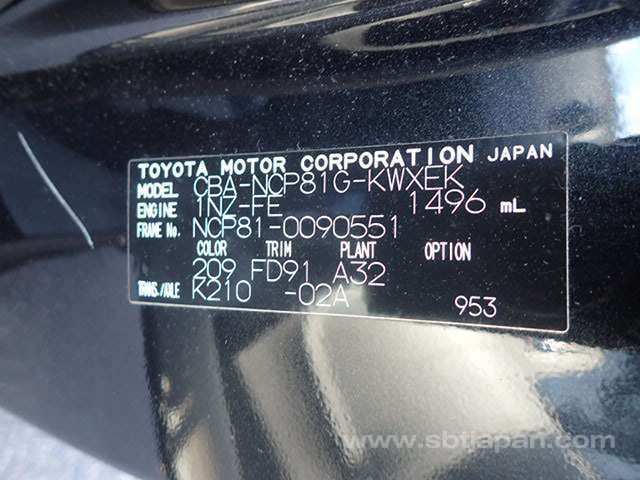 TOYOTA MOTOR CORPORATION JAPAN
MODEL CBA-NCP81G-KWXEK
ENGINE 1NZ-FE 1496 mL
FRAME No. NCP81-0090551
COLOR TRIM PLANT OPTION
209 FD91 A32
TRANS./AXLE K210 -02A
953
www.sbtjapan.com